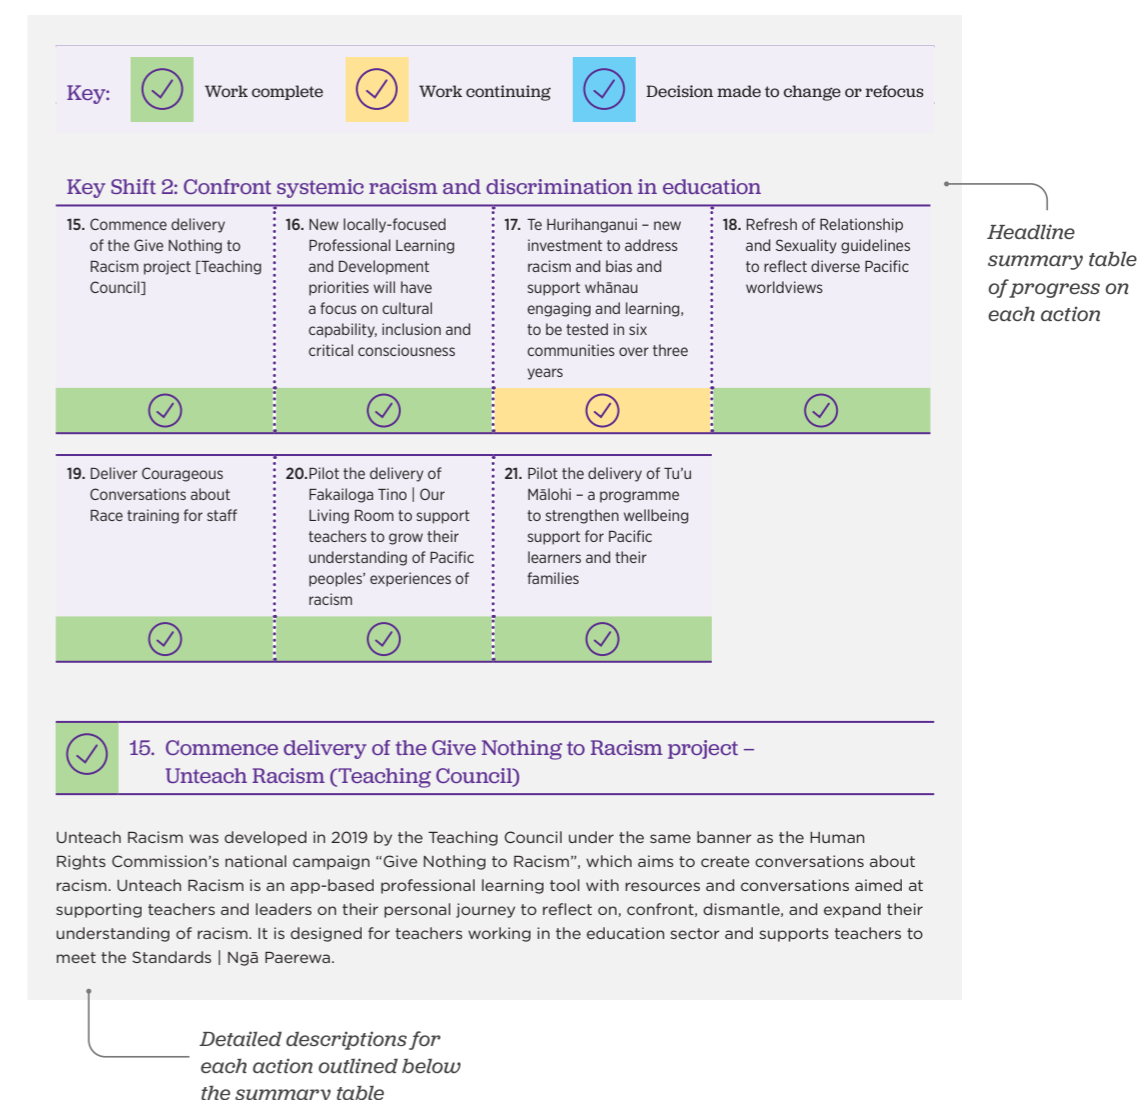 Key:
Work complete
Work continuing
Decision made to change or refocus
Key Shift 2: Confront systemic racism and discrimination in education
15. Commence delivery
of the Give Nothing to
Racism project [Teaching
Council]
16. New locally-focused
Professional Learning
and Development
priorities will have
a focus on cultural
capability, inclusion and
critical consciousness
17. Te Hurihanganui – new
investment to address
racism and bias and
support whānau
engaging and learning,
to be tested in six
communities over three
years
18. Refresh of Relationship
and Sexuality guidelines
to reflect diverse Pacific
worldviews
Headline
summary table
of progress on
each action
19. Deliver Courageous
Conversations about
Race training for staff
20.Pilot the delivery of
Fakailoga Tino | Our
Living Room to support
teachers to grow their
understanding of Pacific
peoples’ experiences of
racism
21. Pilot the delivery of Tu’u
Mālohi – a programme
to strengthen wellbeing
support for Pacific
learners and their
families
15. Commence delivery of the Give Nothing to Racism project –
Unteach Racism (Teaching Council)
Unteach Racism was developed in 2019 by the Teaching Council under the same banner as the Human
Rights Commission’s national campaign “Give Nothing to Racism”, which aims to create conversations about
racism. Unteach Racism is an app-based professional learning tool with resources and conversations aimed at
supporting teachers and leaders on their personal journey to reflect on, confront, dismantle, and expand their
understanding of racism. It is designed for teachers working in the education sector and supports teachers to
meet the Standards | Ngā Paerewa.
Detailed descriptions for
each action outlined below
the summary table